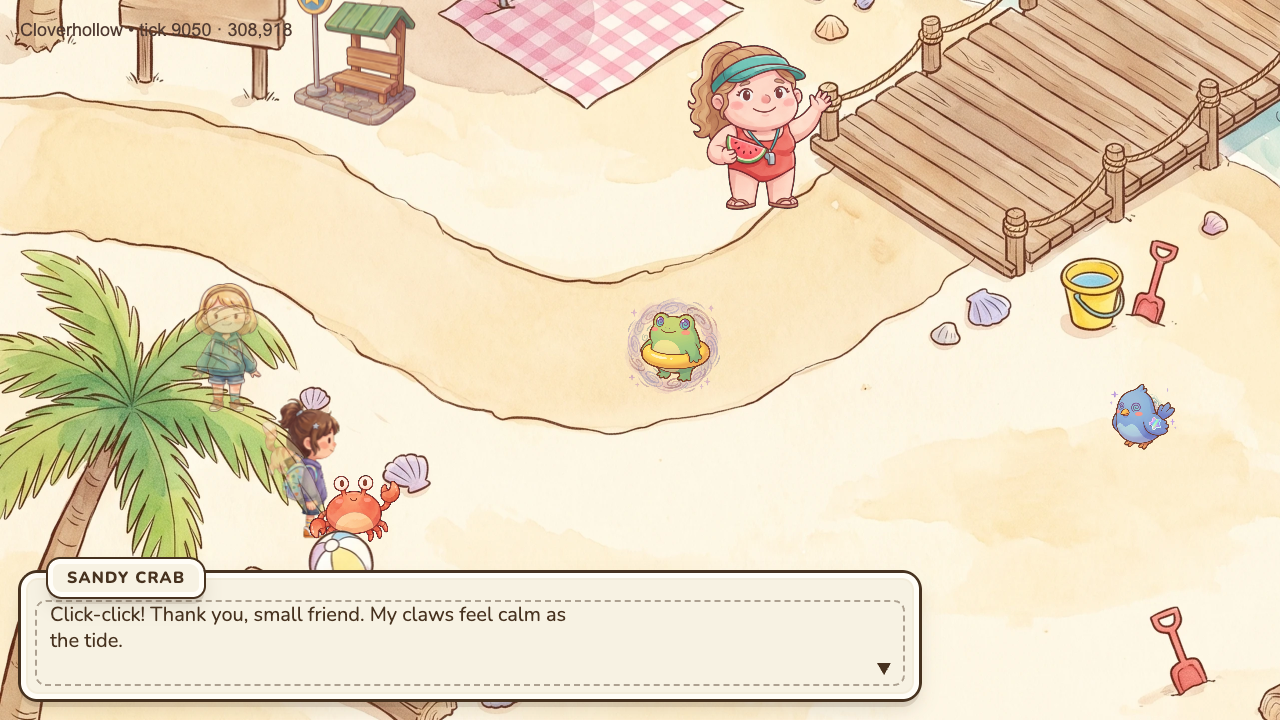 Cloverhollow • tick 9050 · 308,918
SANDY CRAB
Click-click! Thank you, small friend. My claws feel calm as
the tide.